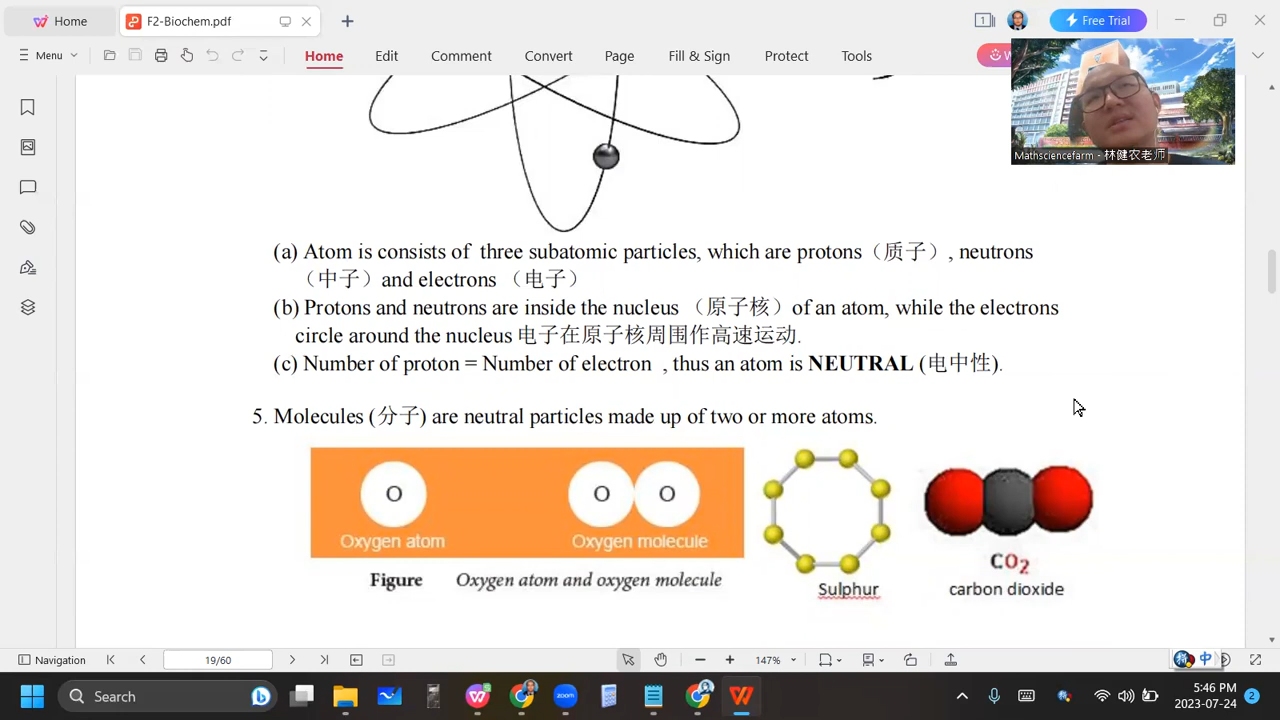 Home
F2-Biochem.pdf
1
Free Trial
Menu
Home
Edit
Comment
Convert
Page
Fill & Sign
Protect
Tools
Mathsciencefarm - 林健农老师
(a) Atom is consists of three subatomic particles, which are protons（质子）, neutrons
（中子）and electrons （电子）
(b) Protons and neutrons are inside the nucleus （原子核）of an atom, while the electrons
circle around the nucleus 电子在原子核周围作高速运动.
(c) Number of proton = Number of electron , thus an atom is NEUTRAL (电中性).
5. Molecules (分子) are neutral particles made up of two or more atoms.
O
O O
Oxygen atom
Oxygen molecule
Figure Oxygen atom and oxygen molecule
Sulphur
CO2
carbon dioxide
Navigation
19/60
147%
中
Search
5:46 PM
2023-07-24
2